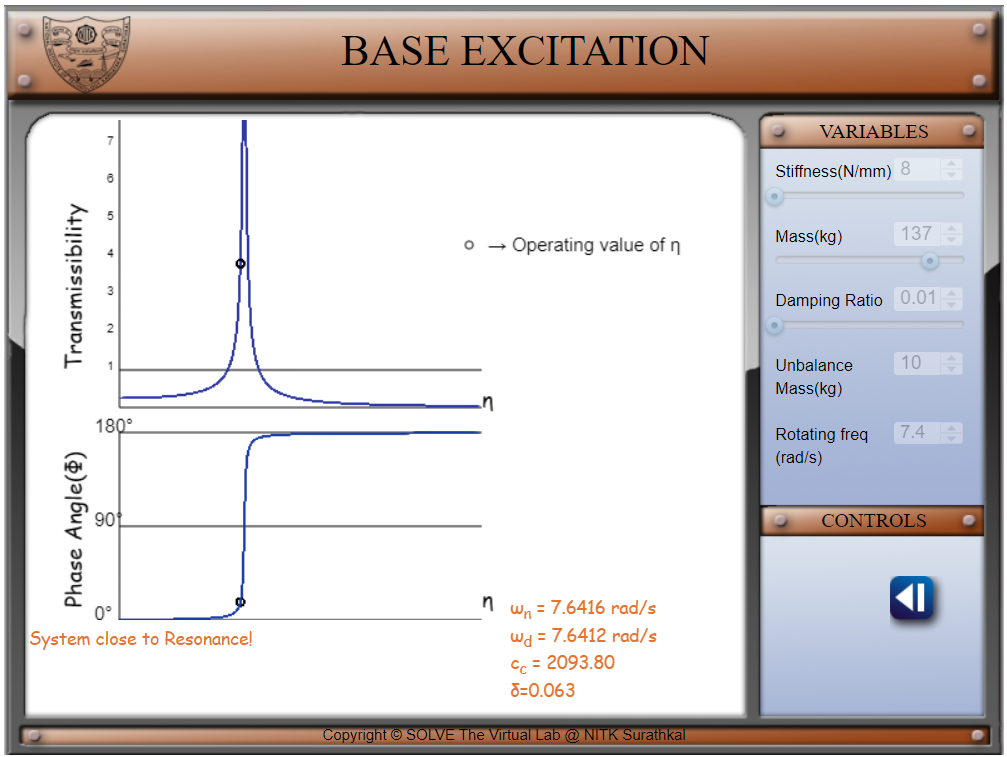 BASE EXCITATION
7
6
5
4
3
2
1
Transmissibility
η
○ → Operating value of η
180°
90°
0°
Phase Angle(Φ)
η
System close to Resonance!
ωn = 7.6416 rad/s
ωd = 7.6412 rad/s
cc = 2093.80
δ=0.063
VARIABLES
Stiffness(N/mm) 8
Mass(kg) 137
Damping Ratio 0.01
Unbalance 10
Mass(kg)
Rotating freq 7.4
(rad/s)
CONTROLS
Copyright © SOLVE The Virtual Lab @ NITK Surathkal